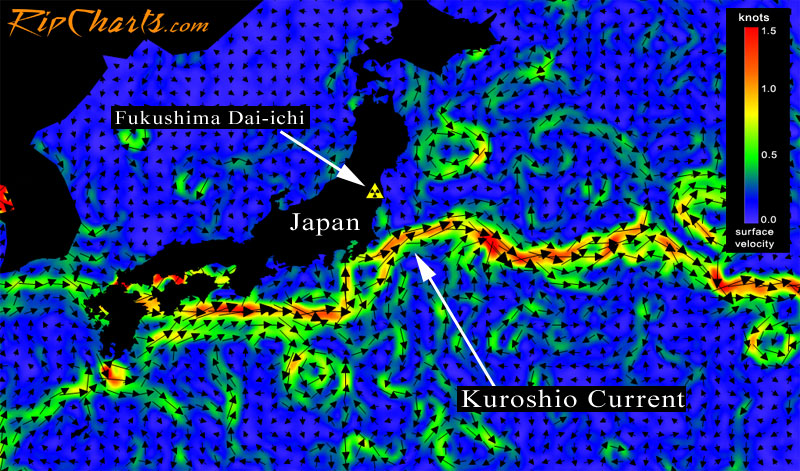 RipCharts.com
knots
1.5
1.0
0.5
0.0
surface
velocity
Fukushima Dai-ichi
Japan
Kuroshio Current